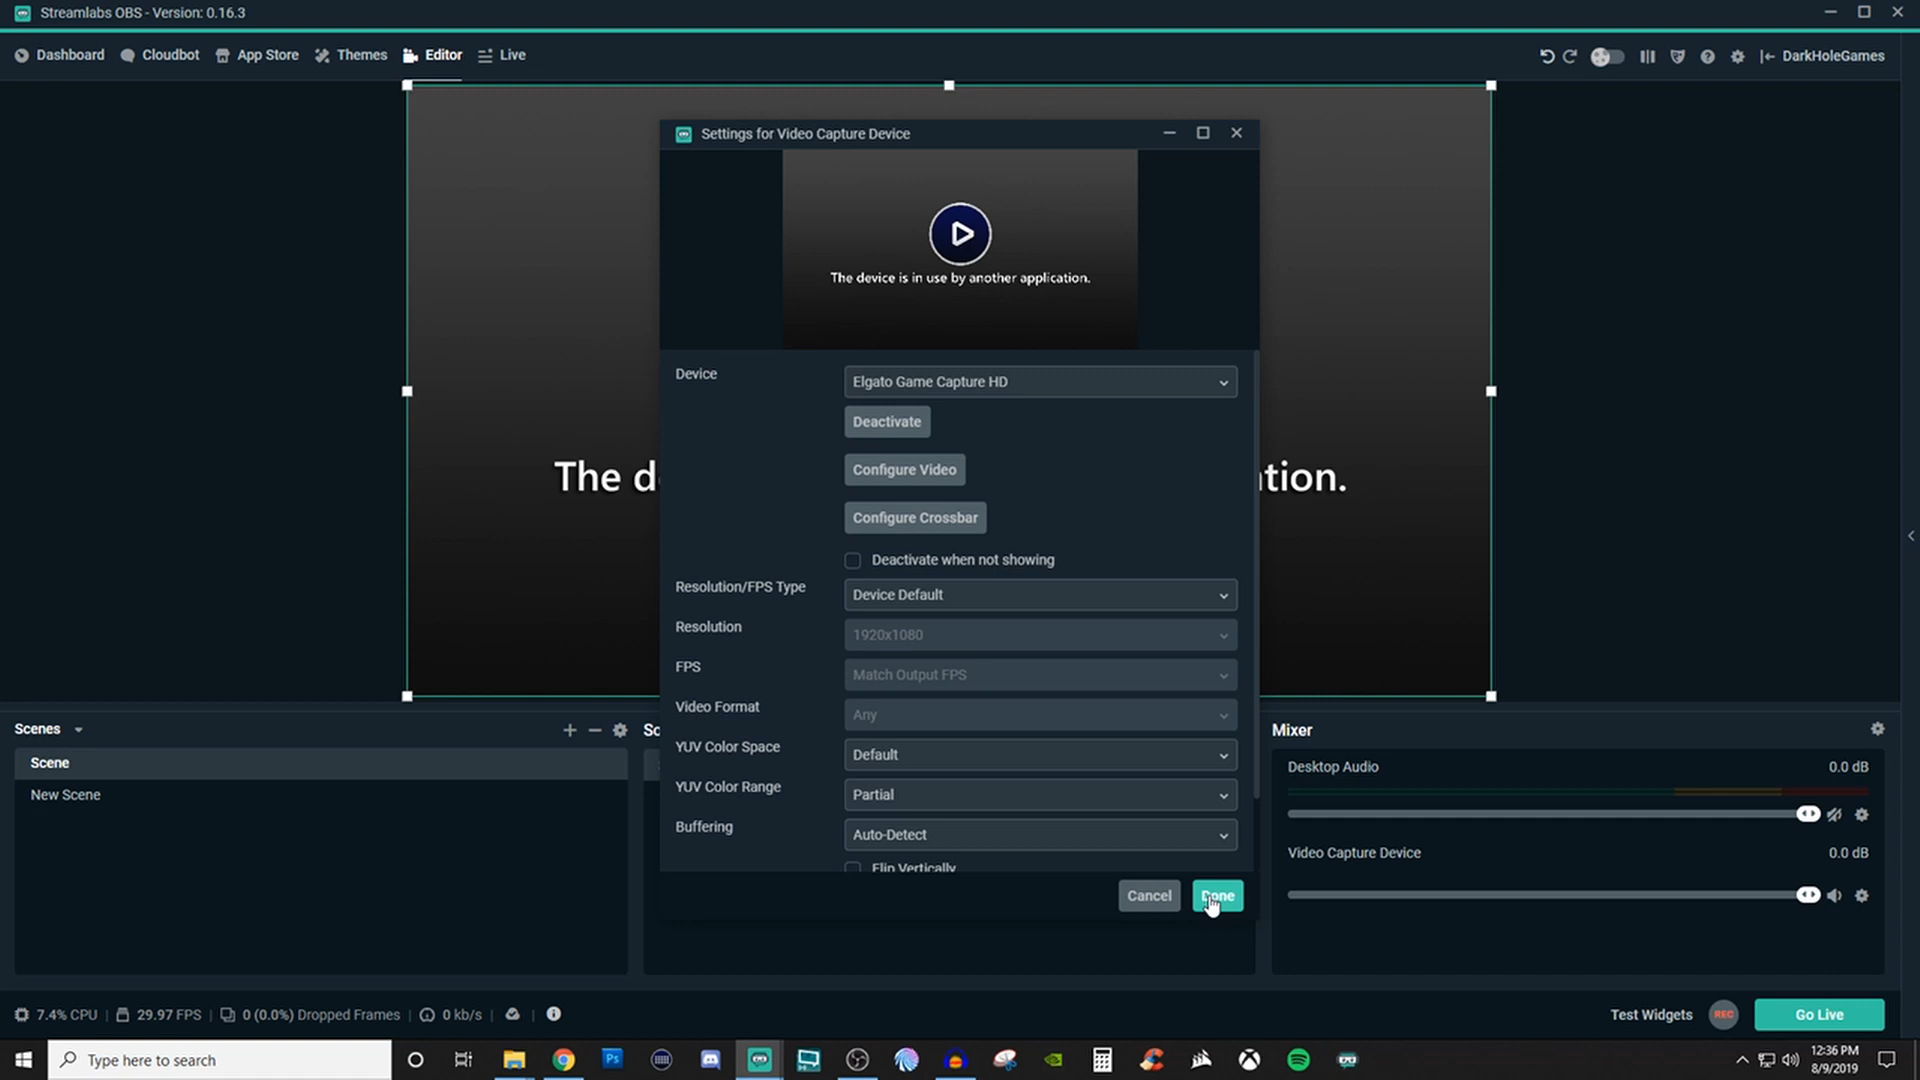 Streamlabs OBS - Version: 0.16.3
Dashboard
Cloudbot
App Store
Themes
Editor
Live
DarkHoleGames
Settings for Video Capture Device
The device is in use by another application.
Device
Elgato Game Capture HD
Deactivate
Configure Video
The d
tion.
Configure Crossbar
Deactivate when not showing
Resolution/FPS Type
Device Default
Resolution
1920x1080
FPS
Match Output FPS
Video Format
Any
YUV Color Space
Default
YUV Color Range
Partial
Buffering
Auto-Detect
Flip Vertically
Cancel
Done
Scenes
Scene
New Scene
So
Mixer
Desktop Audio
0.0 dB
Video Capture Device
0.0 dB
7.4% CPU
29.97 FPS
0 (0.0%) Dropped Frames
0 kb/s
Test Widgets
REC
Go Live
Type here to search
Ps
12:36 PM
8/9/2019